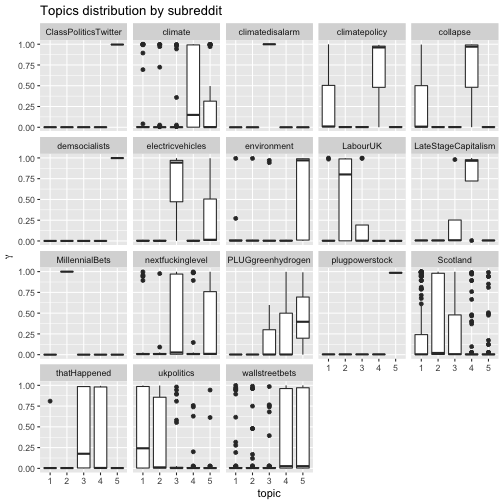 Topics distribution by subreddit
ClassPoliticsTwitter climate climatedisalarm climatepolicy collapse
1.00
0.75
0.50
0.25
0.00
demsocialists electricvehicles environment LabourUK LateStageCapitalism
1.00
0.75
0.50
0.25
0.00
γ
MillennialBets nextfuckinglevel PLUGgreenhydrogen plugpowerstock Scotland
1.00
0.75
0.50
0.25
0.00
1 2 3 4 5 1 2 3 4 5
thatHappened ukpolitics wallstreetbets
1.00
0.75
0.50
0.25
0.00
1 2 3 4 5 1 2 3 4 5 1 2 3 4 5
topic